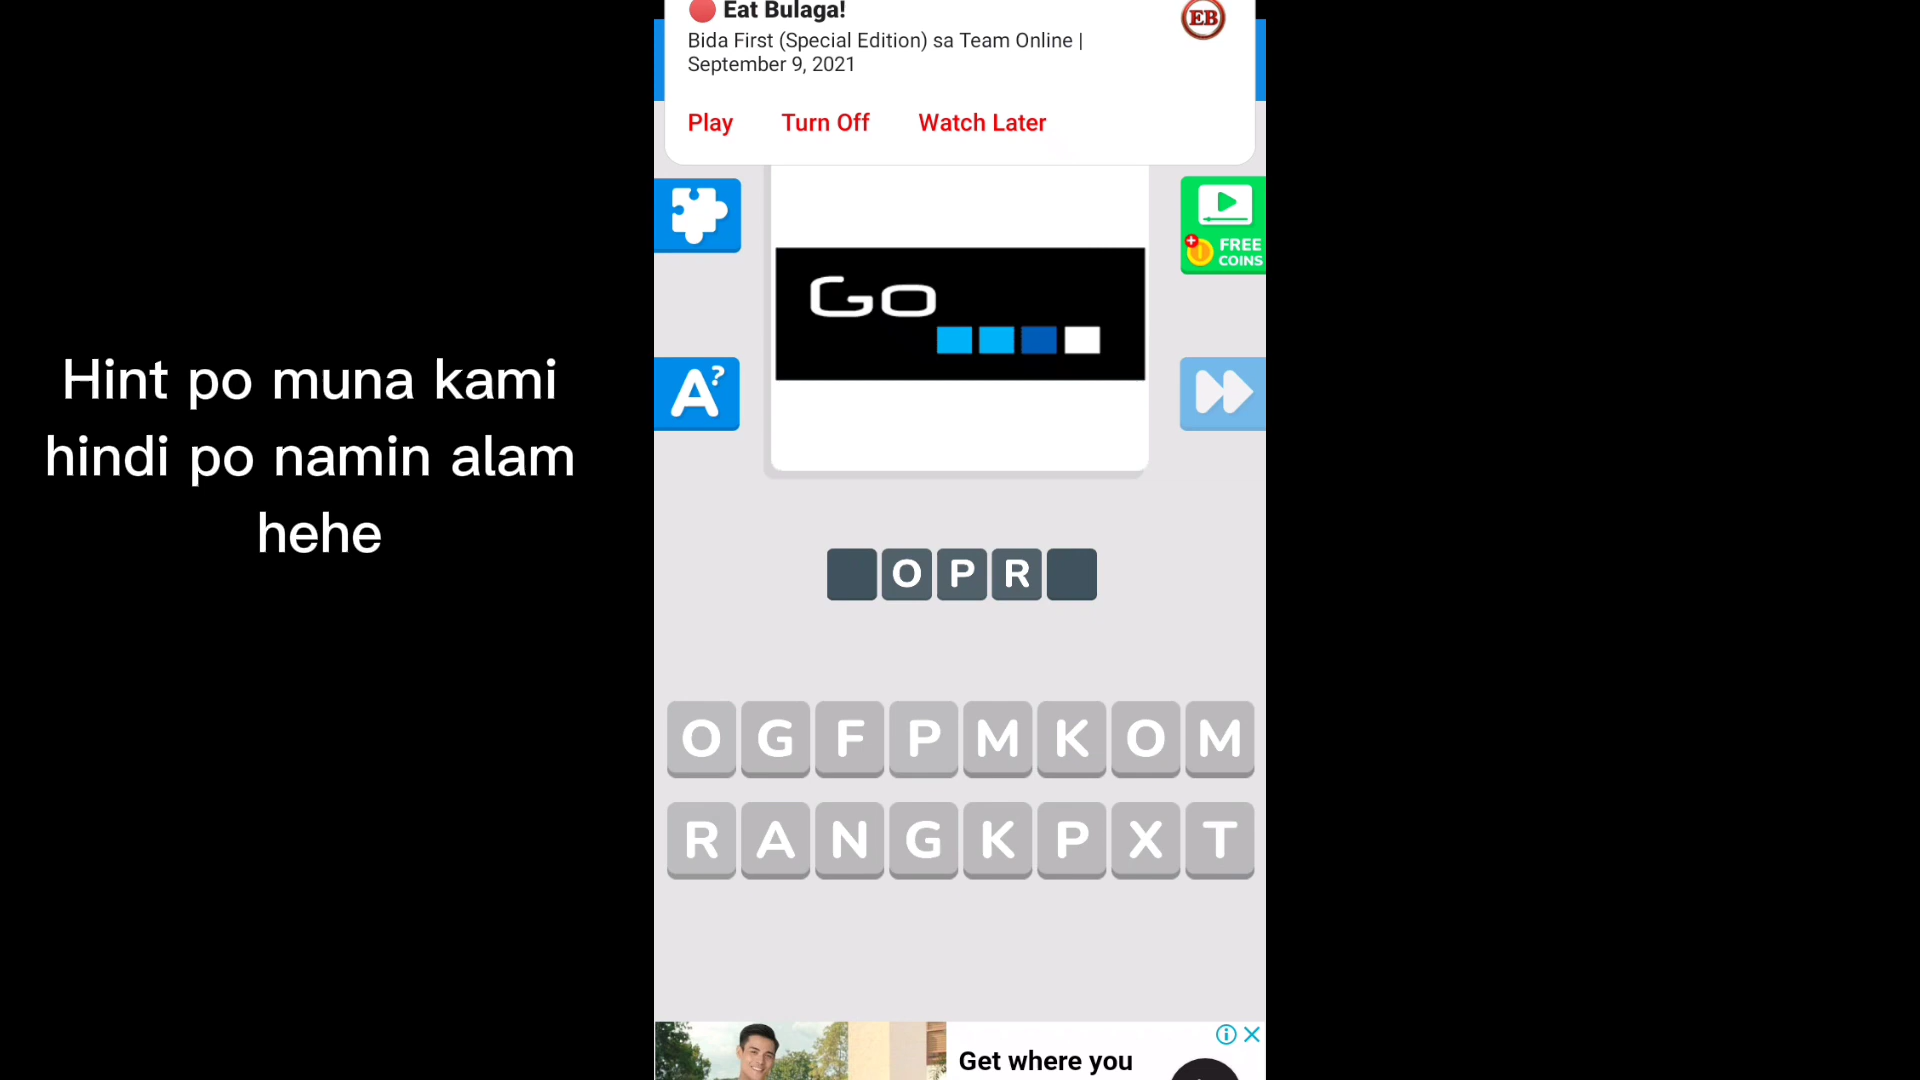 Eat Bulaga!
EB
Bida First (Special Edition) sa Team Online |
September 9, 2021
Play Turn Off Watch Later
FREE
COINS
Go
A?
Hint po muna kami
hindi po namin alam
hehe
O P R
O G F P M K O M
R A N G K P X T
Get where you